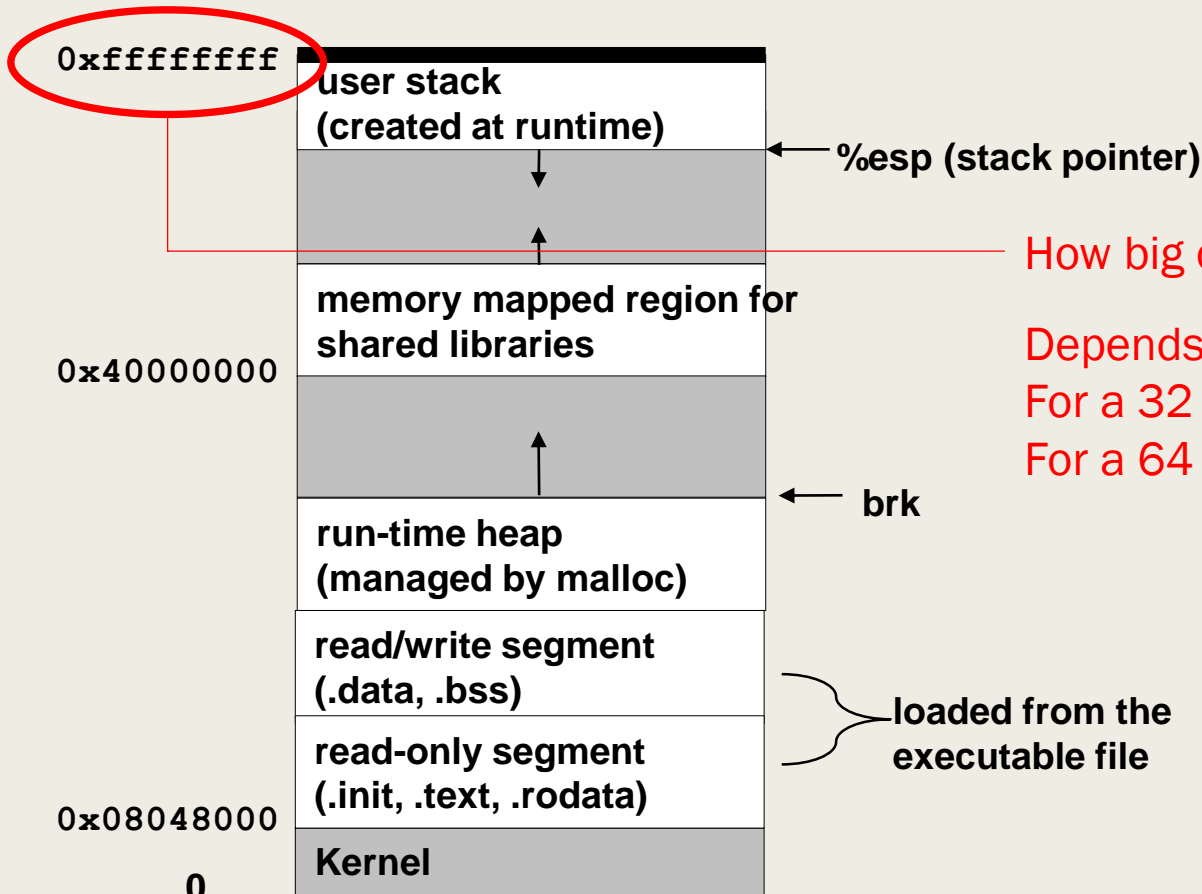 0xffffffff
user stack
(created at runtime)
%esp (stack pointer)
How big
memory mapped region for
shared libraries
0x40000000
Depends
For a 32
For a 64
brk
run-time heap
(managed by malloc)
read/write segment
(.data, .bss)
loaded from the
executable file
read-only segment
(.init, .text, .rodata)
0x08048000
Kernel
0